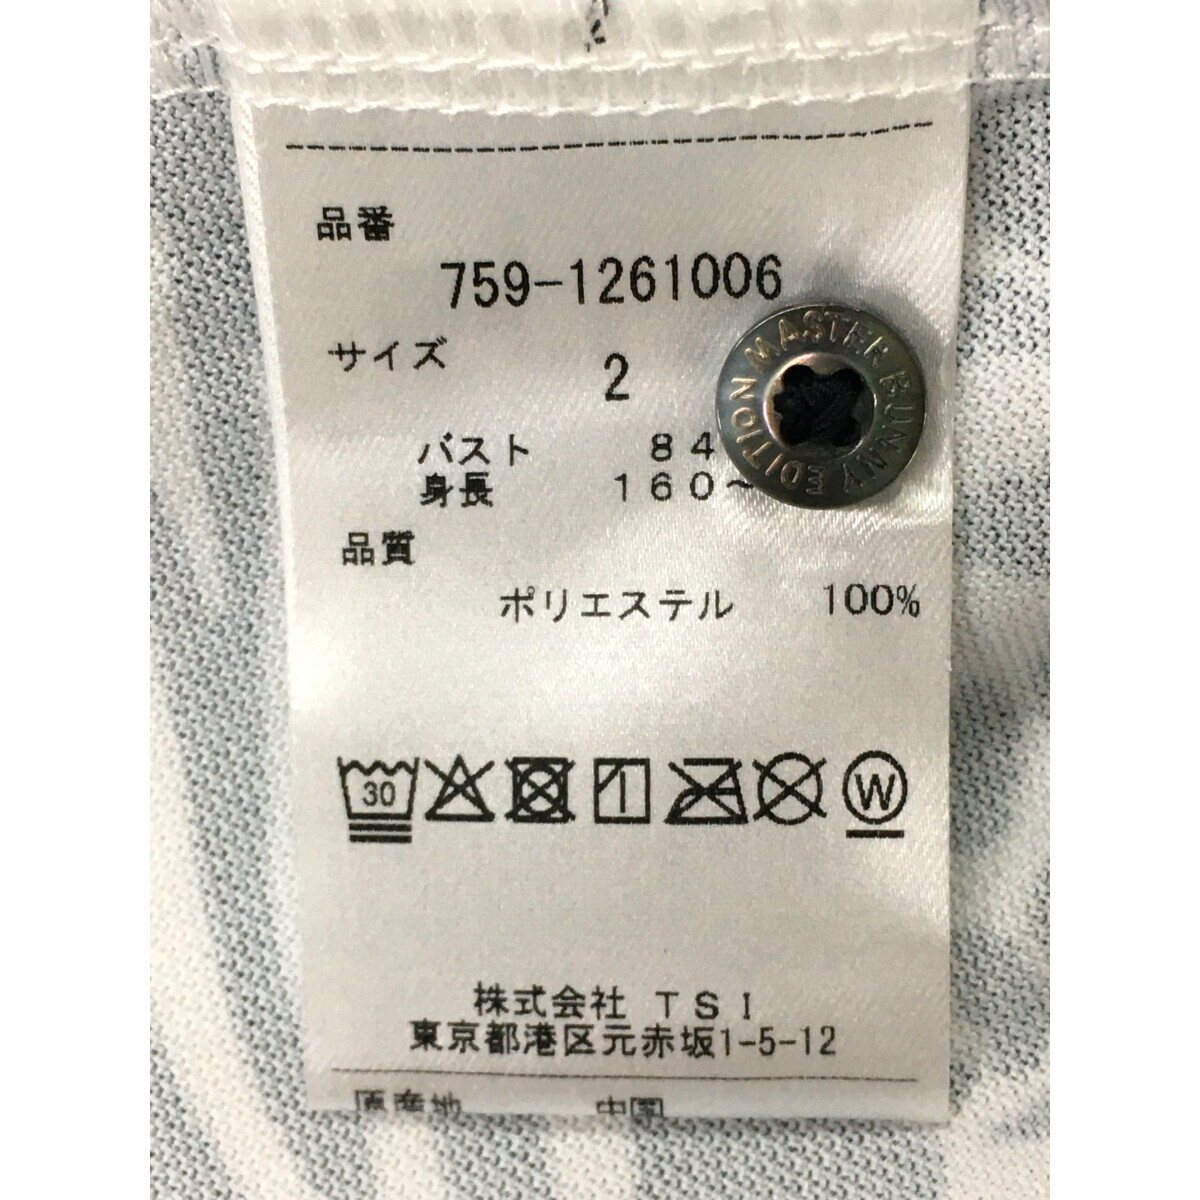 品番
759-1261006
サイズ 2
バスト 84
身長 160~
品質
ポリエステル 100%
30
1
W
株式会社 TSI
東京都港区元赤坂1-5-12
原産地 中国
MASTER BUNNY EDITION